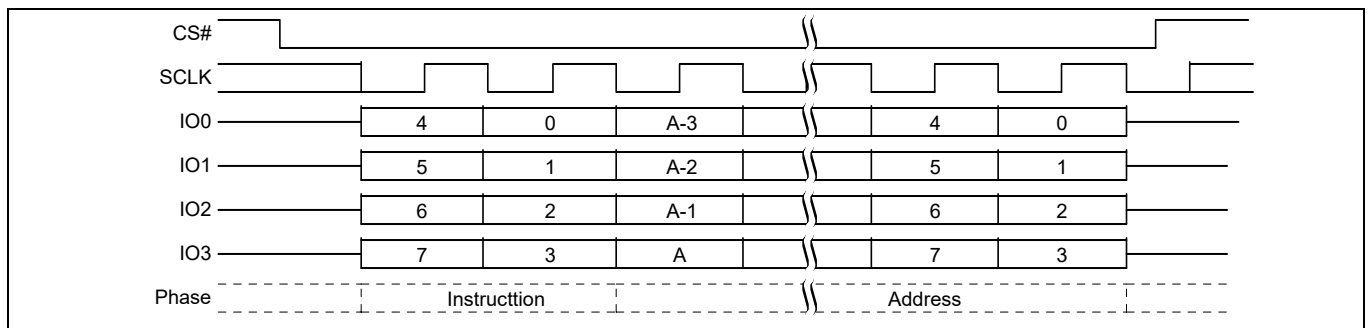 CS#
SCLK
IO0 4 0 A-3 4 0
IO1 5 1 A-2 5 1
IO2 6 2 A-1 6 2
IO3 7 3 A 7 3
Phase Instructtion Address